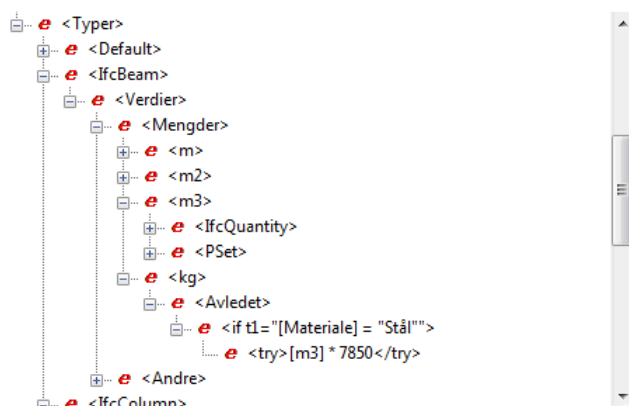 e <Typer>
e <Default>
e <IfcBeam>
e <Verdier>
e <Mengder>
e <m>
e <m2>
e <m3>
e <IfcQuantity>
e <PSet>
e <kg>
e <Avledet>
e <if t1="[Materiale] = "Stål"">
e <try>[m3] * 7850</try>
e <Andre>
e <IfcColumn>